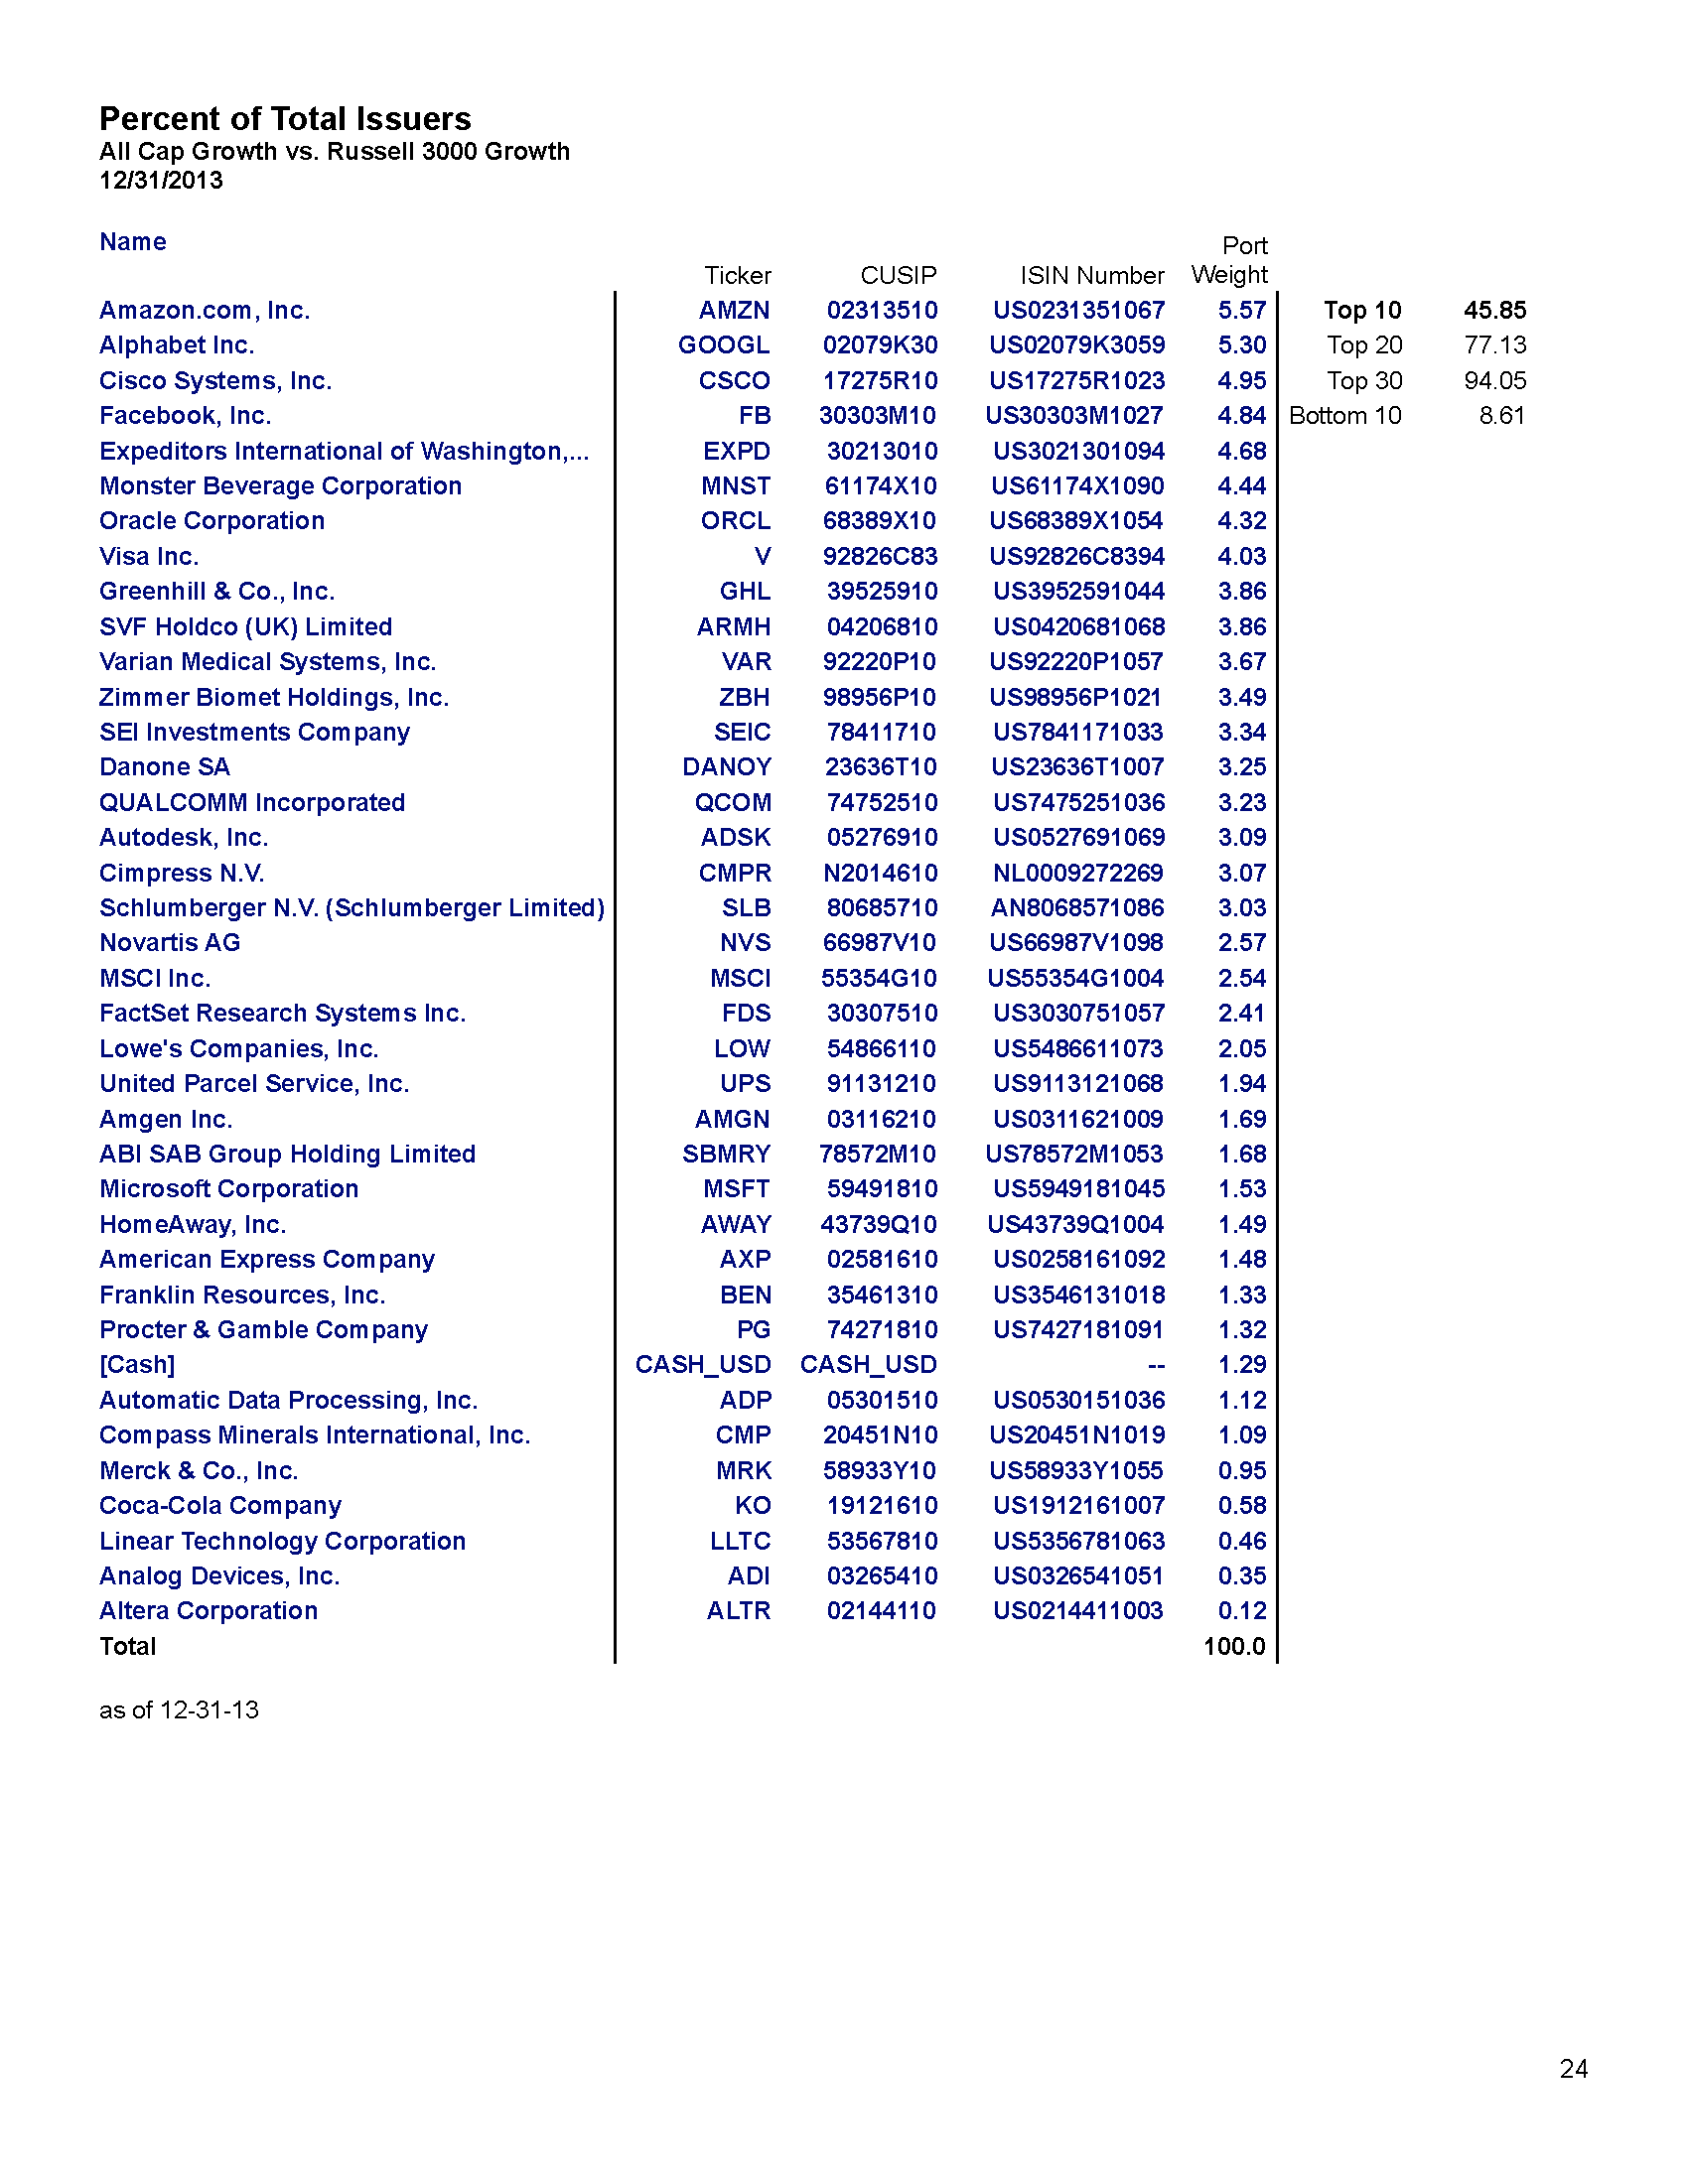 Percent of Total Issuers
All Cap Growth vs. Russell 3000 Growth
12/31/2013
Name Ticker CUSIP ISIN Number Port Weight
Amazon.com, Inc. AMZN 02313510 US0231351067 5.57 Top 10 45.85
Alphabet Inc. GOOGL 02079K30 US02079K3059 5.30 Top 20 77.13
Cisco Systems, Inc. CSCO 17275R10 US17275R1023 4.95 Top 30 94.05
Facebook, Inc. FB 30303M10 US30303M1027 4.84 Bottom 10 8.61
Expeditors International of Washington,... EXPD 30213010 US3021301094 4.68
Monster Beverage Corporation MNST 61174X10 US61174X1090 4.44
Oracle Corporation ORCL 68389X10 US68389X1054 4.32
Visa Inc. V 92826C83 US92826C8394 4.03
Greenhill & Co., Inc. GHL 39525910 US3952591044 3.86
SVF Holdco (UK) Limited ARMH 04206810 US0420681068 3.86
Varian Medical Systems, Inc. VAR 92220P10 US92220P1057 3.67
Zimmer Biomet Holdings, Inc. ZBH 98956P10 US98956P1021 3.49
SEI Investments Company SEIC 78411710 US7841171033 3.34
Danone SA DANOY 23636T10 US23636T1007 3.25
QUALCOMM Incorporated QCOM 74752510 US7475251036 3.23
Autodesk, Inc. ADSK 05276910 US0527691069 3.09
Cimpress N.V. CMPR N2014610 NL0009272269 3.07
Schlumberger N.V. (Schlumberger Limited) SLB 80685710 AN8068571086 3.03
Novartis AG NVS 66987V10 US66987V1098 2.57
MSCI Inc. MSCI 55354G10 US55354G1004 2.54
FactSet Research Systems Inc. FDS 30307510 US3030751057 2.41
Lowe's Companies, Inc. LOW 54866110 US5486611073 2.05
United Parcel Service, Inc. UPS 91131210 US9113121068 1.94
Amgen Inc. AMGN 03116210 US0311621009 1.69
ABI SAB Group Holding Limited SBMRY 78572M10 US78572M1053 1.68
Microsoft Corporation MSFT 59491810 US5949181045 1.53
HomeAway, Inc. AWAY 43739Q10 US43739Q1004 1.49
American Express Company AXP 02581610 US0258161092 1.48
Franklin Resources, Inc. BEN 35461310 US3546131018 1.33
Procter & Gamble Company PG 74271810 US7427181091 1.32
[Cash] CASH_USD CASH_USD -- 1.29
Automatic Data Processing, Inc. ADP 05301510 US0530151036 1.12
Compass Minerals International, Inc. CMP 20451N10 US20451N1019 1.09
Merck & Co., Inc. MRK 58933Y10 US58933Y1055 0.95
Coca-Cola Company KO 19121610 US1912161007 0.58
Linear Technology Corporation LLTC 53567810 US5356781063 0.46
Analog Devices, Inc. ADI 03265410 US0326541051 0.35
Altera Corporation ALTR 02144110 US0214411003 0.12
Total 100.0
as of 12-31-13
24